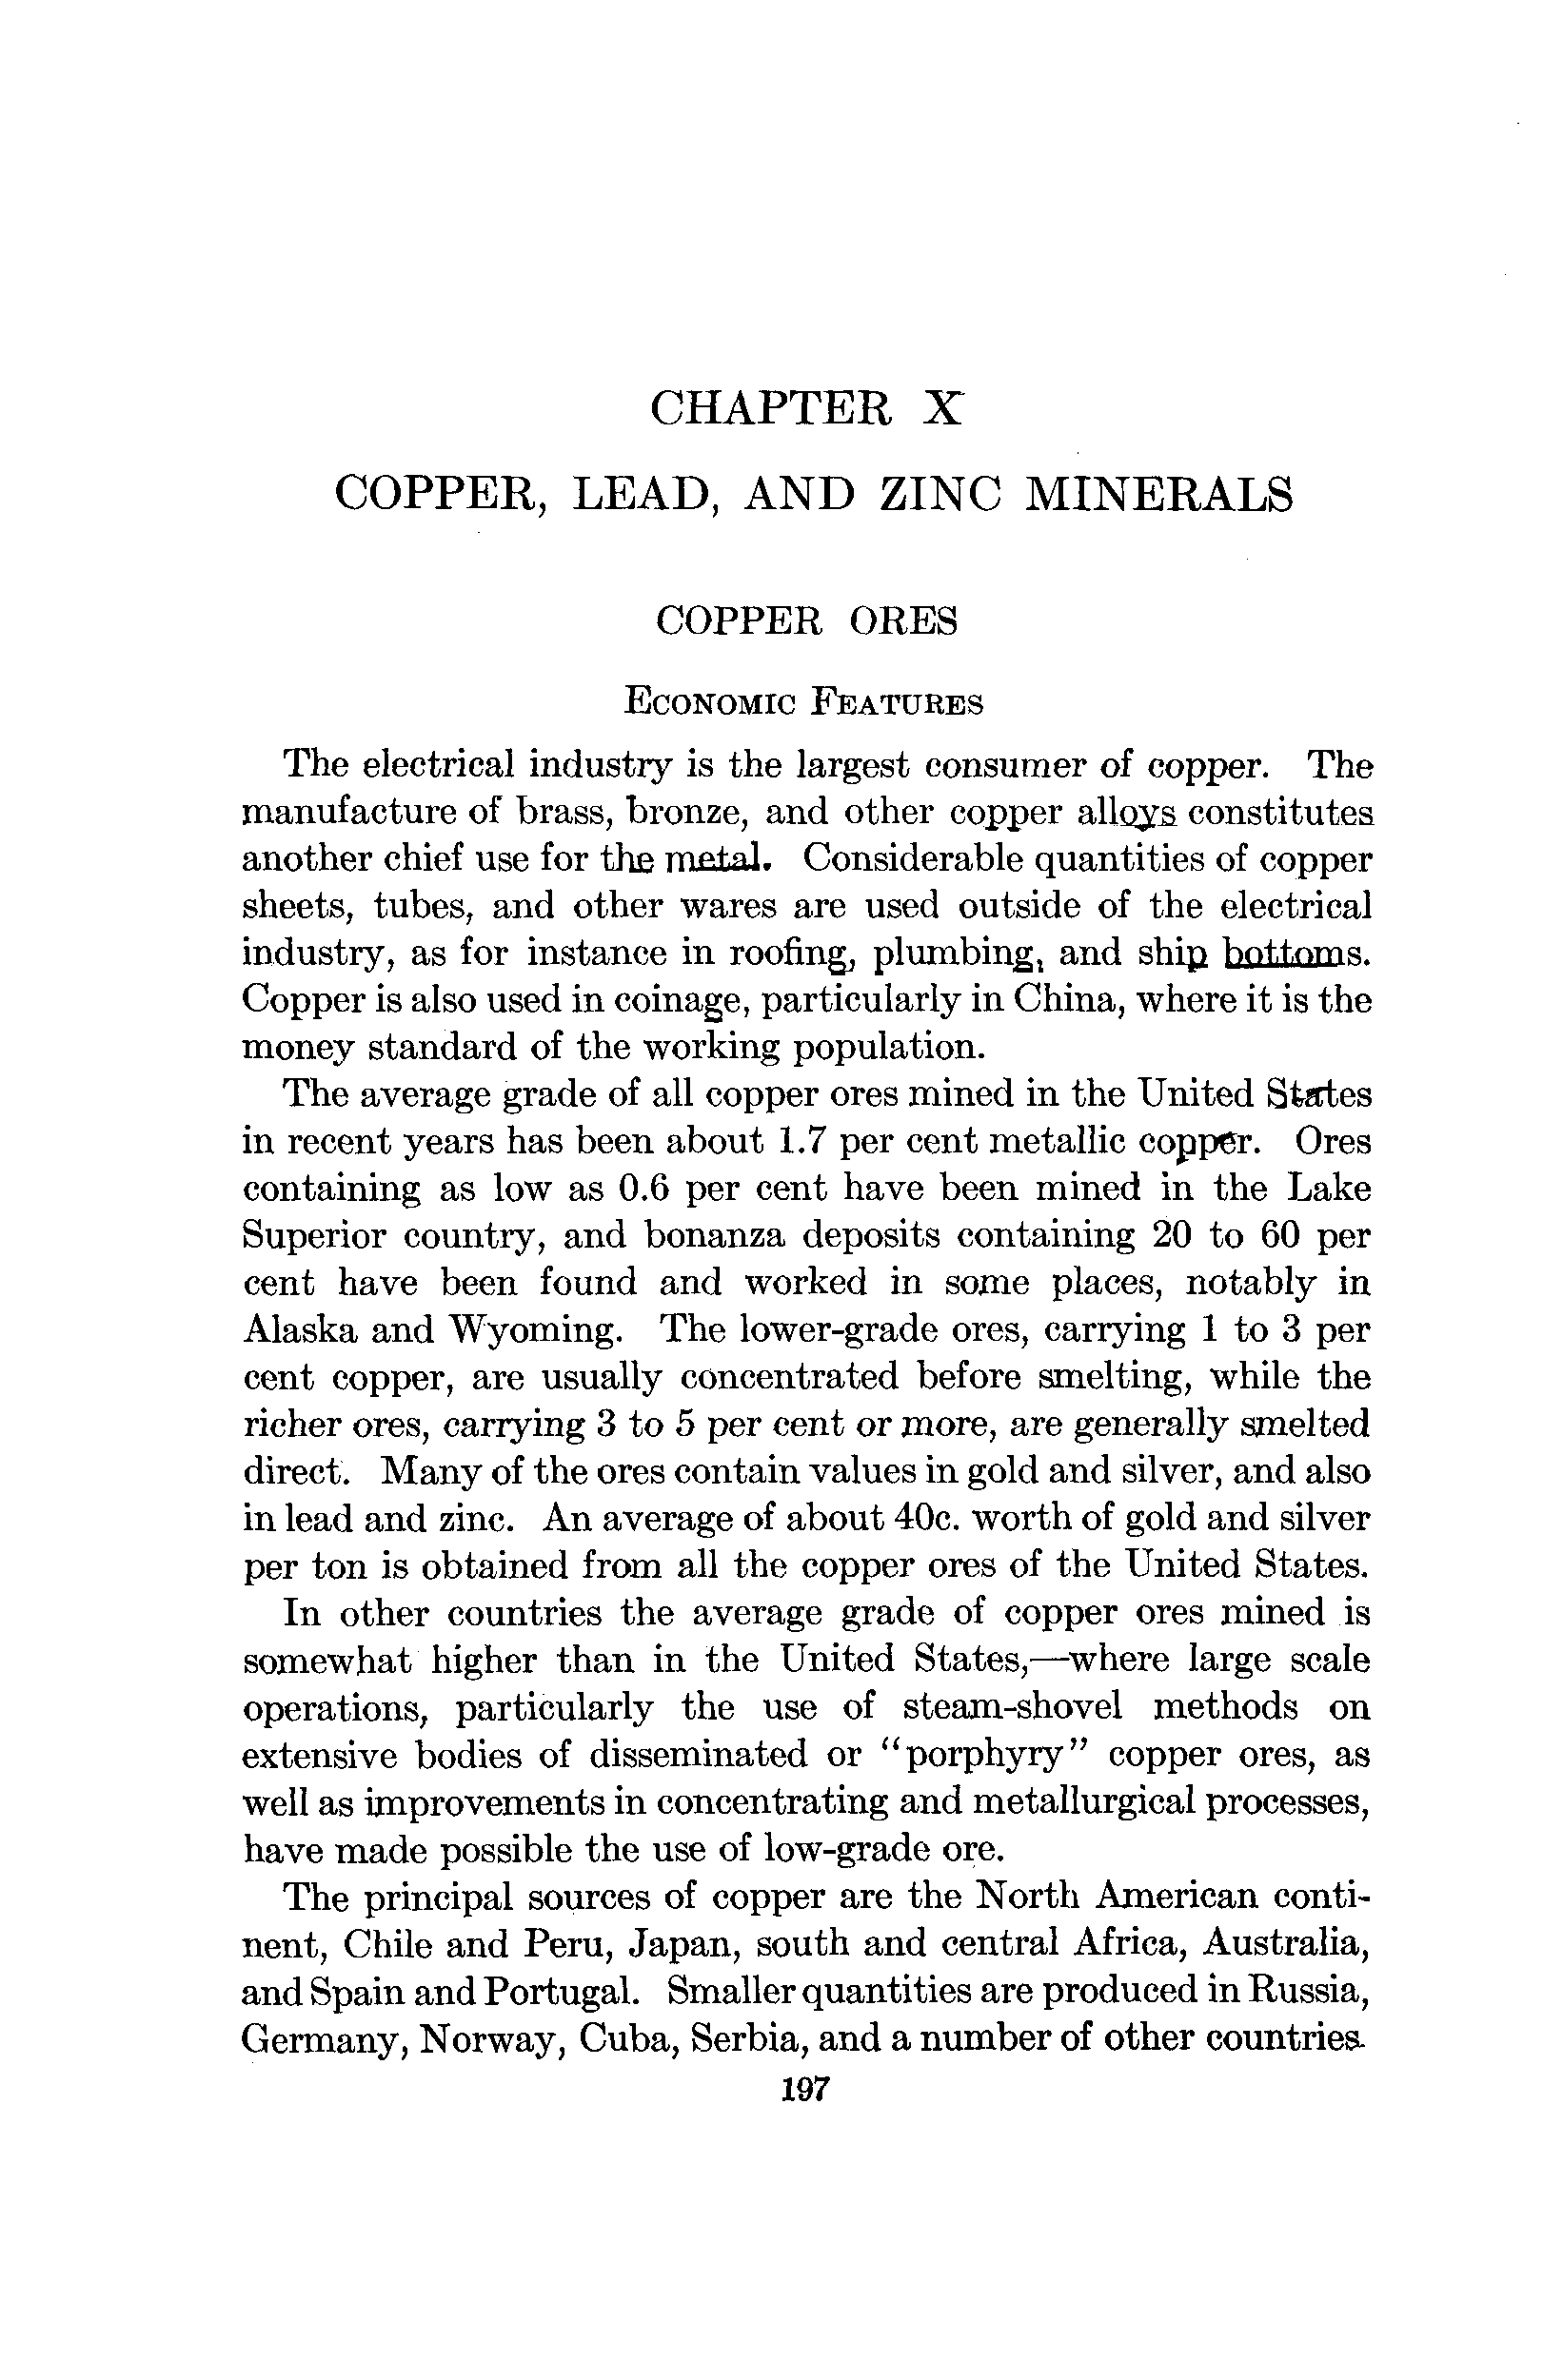 CHAPTER X
COPPER, LEAD, AND ZINC MINERALS
COPPER ORES
ECONOMIC FEATURES
The electrical industry is the largest consumer of copper. The
manufacture of brass, bronze, and other copper alloys constitutes
another chief use for the metal. Considerable quantities of copper
sheets, tubes, and other wares are used outside of the electrical
industry, as for instance in roofing, plumbing, and ship bottoms.
Copper is also used in coinage, particularly in China, where it is the
money standard of the working population.
The average grade of all copper ores mined in the United States
in recent years has been about 1.7 per cent metallic copper. Ores
containing as low as 0.6 per cent have been mined in the Lake
Superior country, and bonanza deposits containing 20 to 60 per
cent have been found and worked in some places, notably in
Alaska and Wyoming. The lower-grade ores, carrying 1 to 3 per
cent copper, are usually concentrated before smelting, while the
richer ores, carrying 3 to 5 per cent or more, are generally smelted
direct. Many of the ores contain values in gold and silver, and also
in lead and zinc. An average of about 40c. worth of gold and silver
per ton is obtained from all the copper ores of the United States.
In other countries the average grade of copper ores mined is
somewhat higher than in the United States,—where large scale
operations, particularly the use of steam-shovel methods on
extensive bodies of disseminated or "porphyry" copper ores, as
well as improvements in concentrating and metallurgical processes,
have made possible the use of low-grade ore.
The principal sources of copper are the North American conti-
nent, Chile and Peru, Japan, south and central Africa, Australia,
and Spain and Portugal. Smaller quantities are produced in Russia,
Germany, Norway, Cuba, Serbia, and a number of other countries.
197